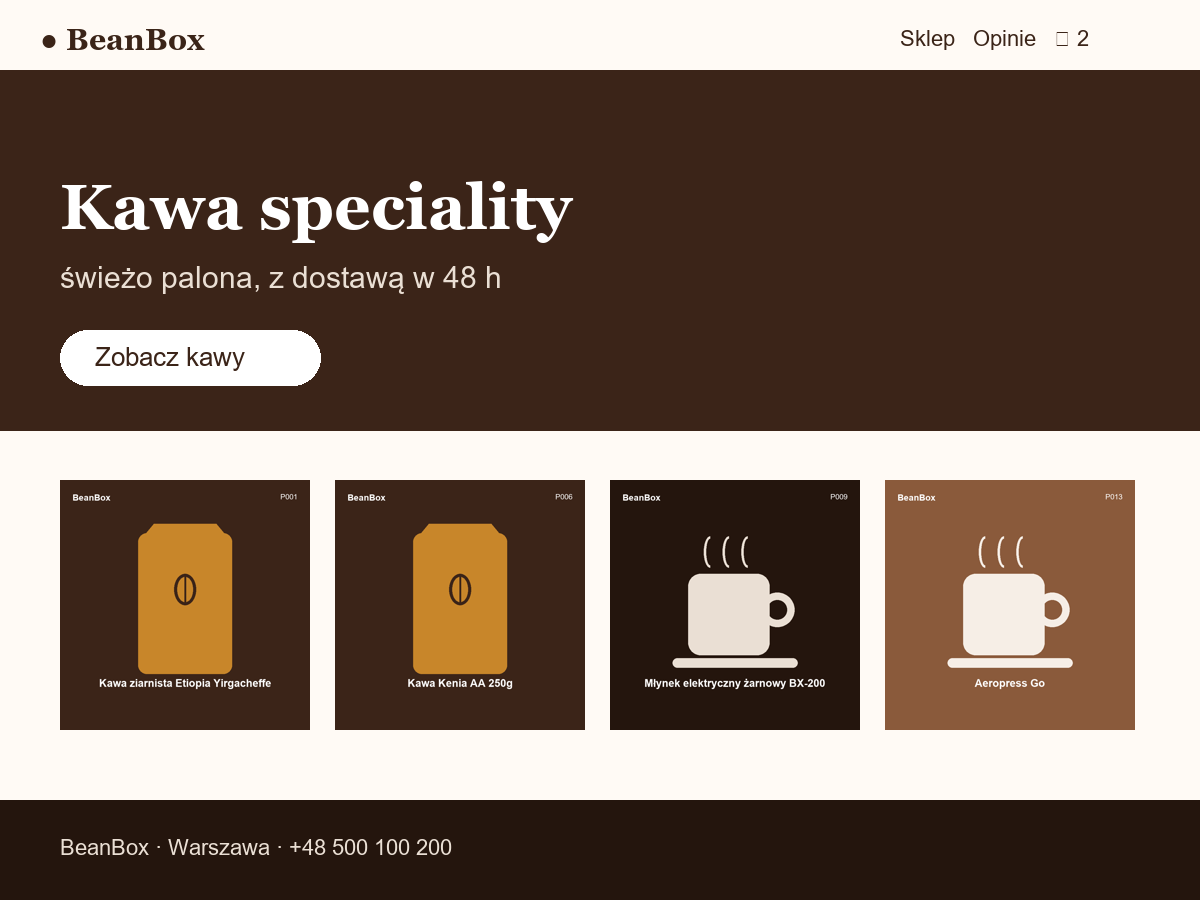 ● BeanBox
Sklep Opinie □ 2
Kawa speciality
świeżo palona, z dostawą w 48 h
Zobacz kawy
BeanBox P001
Kawa ziarnista Etiopia Yirgacheffe
BeanBox P006
Kawa Kenia AA 250g
BeanBox P009
Młynek elektryczny żarnowy BX-200
BeanBox P013
Aeropress Go
BeanBox · Warszawa · +48 500 100 200